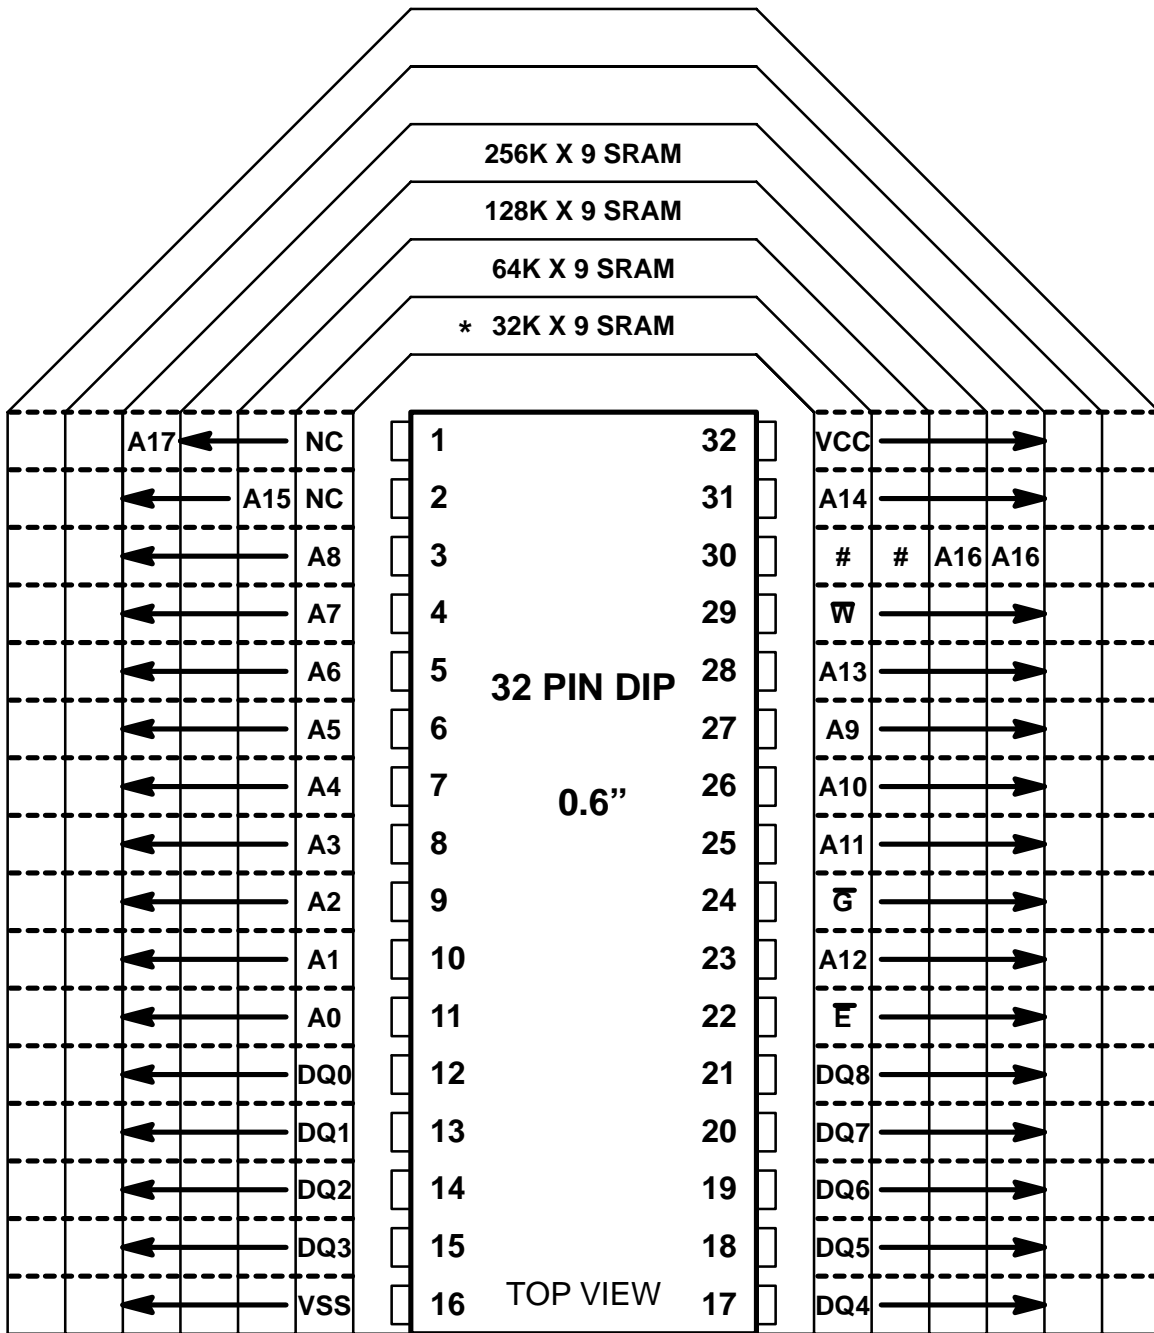 256K X 9 SRAM
128K X 9 SRAM
64K X 9 SRAM
* 32K X 9 SRAM
A17 NC 1 32 VCC
A15 NC 2 31 A14
A8 3 30 # # A16 A16
A7 4 29 W̅
A6 5 28 A13
32 PIN DIP
A5 6 27 A9
A4 7 26 A10
0.6”
A3 8 25 A11
A2 9 24 G̅
A1 10 23 A12
A0 11 22 E̅
DQ0 12 21 DQ8
DQ1 13 20 DQ7
DQ2 14 19 DQ6
DQ3 15 18 DQ5
VSS 16 TOP VIEW 17 DQ4